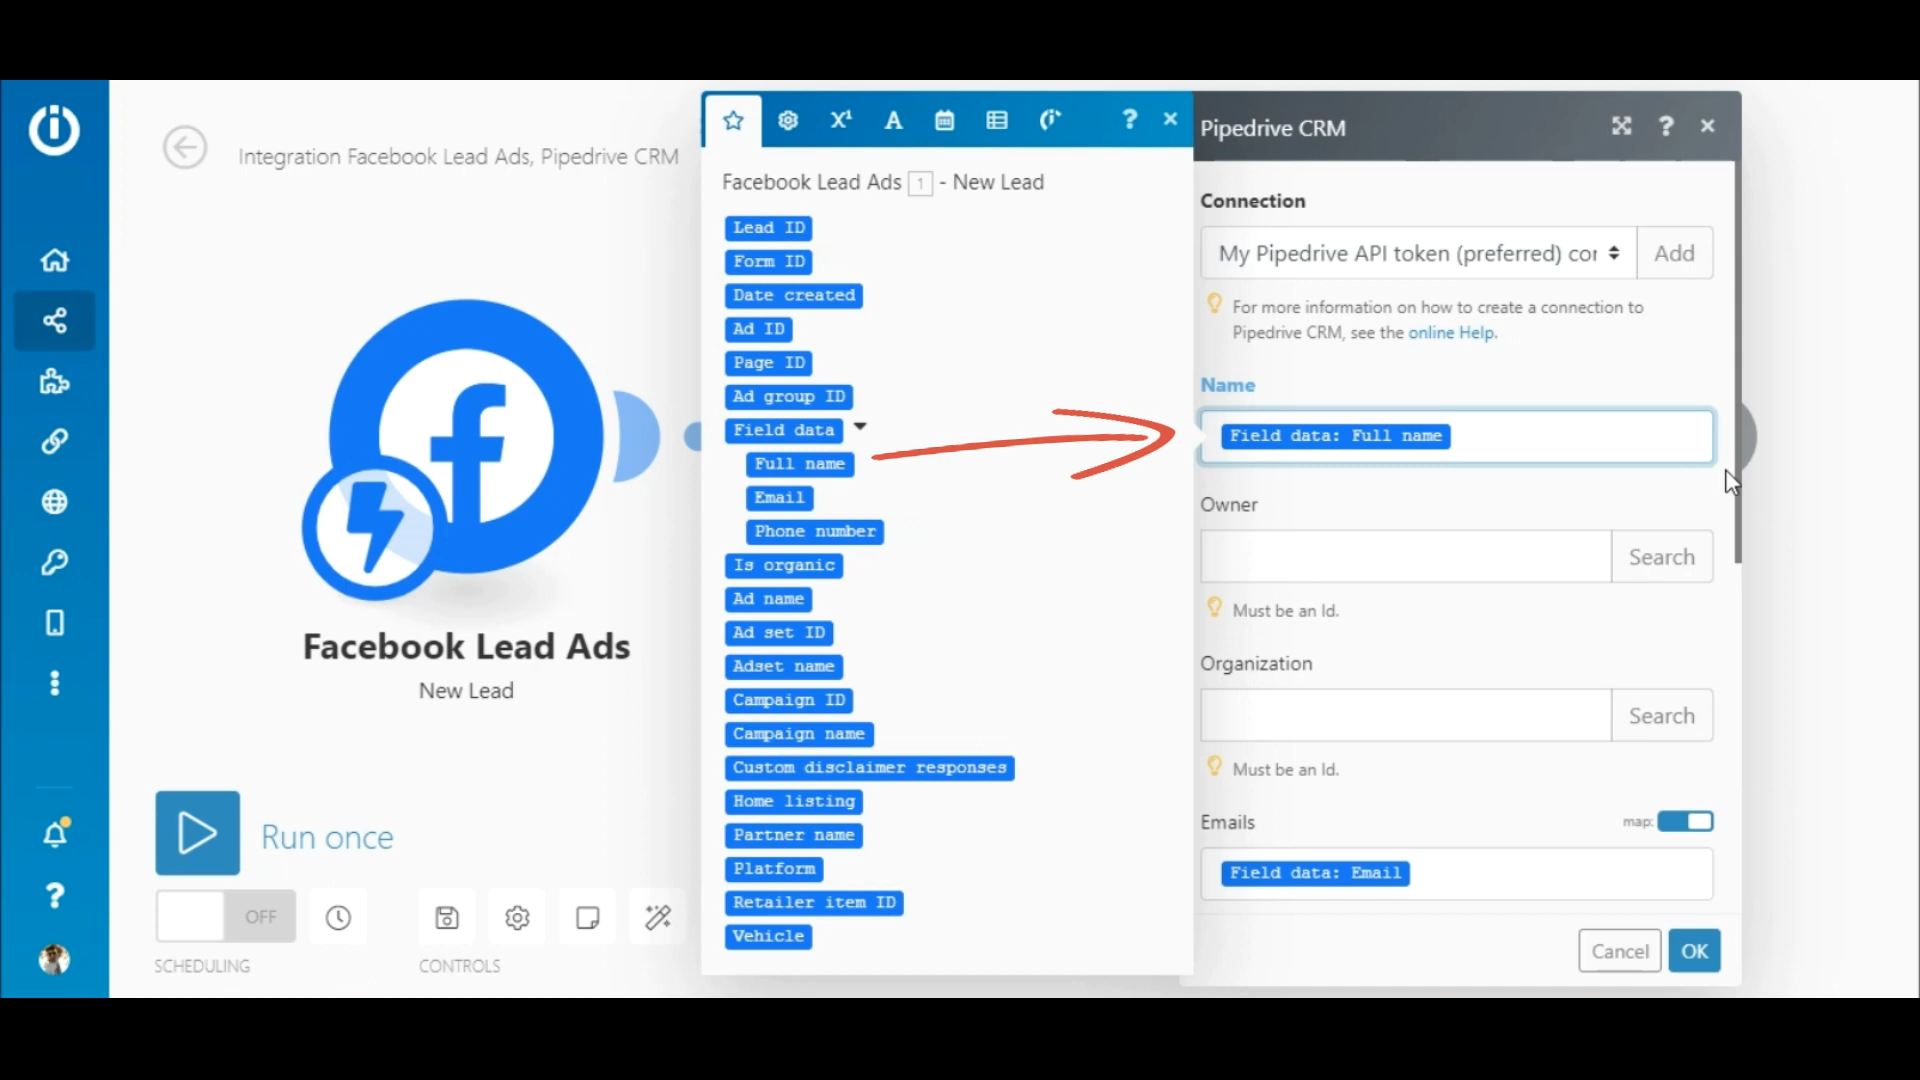 Integration Facebook Lead Ads, Pipedrive CRM
Facebook Lead Ads
New Lead
Run once
OFF
SCHEDULING
CONTROLS
X¹
A
?
×
Facebook Lead Ads 1 - New Lead
Lead ID
Form ID
Date created
Ad ID
Page ID
Ad group ID
Field data
Full name
Email
Phone number
Is organic
Ad name
Ad set ID
Adset name
Campaign ID
Campaign name
Custom disclaimer responses
Home listing
Partner name
Platform
Retailer item ID
Vehicle
Pipedrive CRM
?
×
Connection
My Pipedrive API token (preferred) cor
Add
For more information on how to create a connection to
Pipedrive CRM, see the online Help.
Name
Field data: Full name
Owner
Search
Must be an Id.
Organization
Search
Must be an Id.
Emails
map:
Field data: Email
Cancel
OK